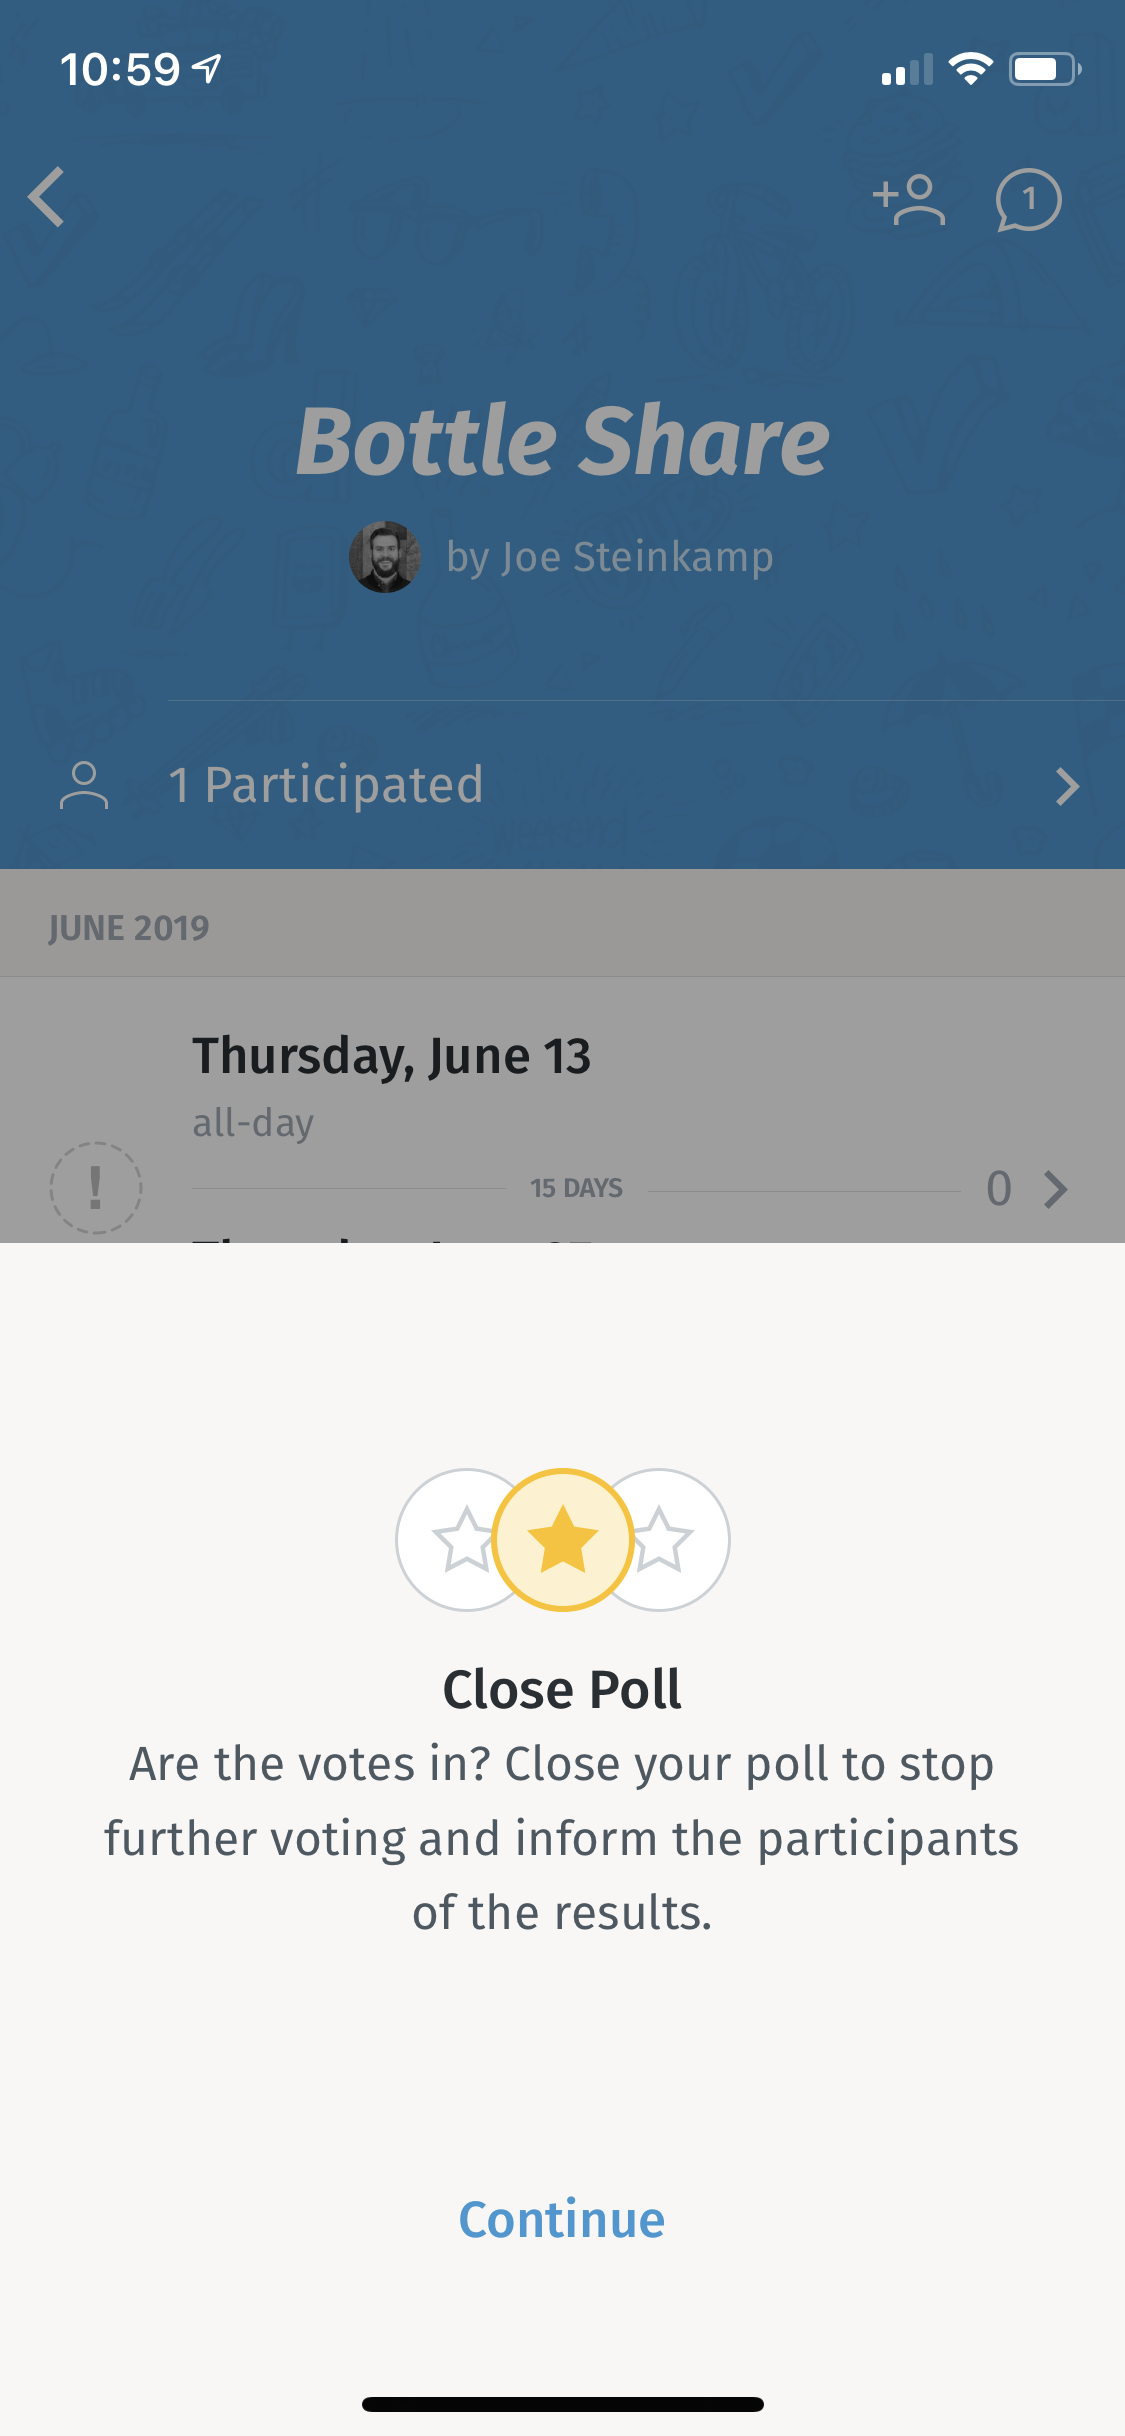 10:59
1
Bottle Share
by Joe Steinkamp
1 Participated
JUNE 2019
Thursday, June 13
all-day
!
15 DAYS
0
Close Poll
Are the votes in? Close your poll to stop
further voting and inform the participants
of the results.
Continue